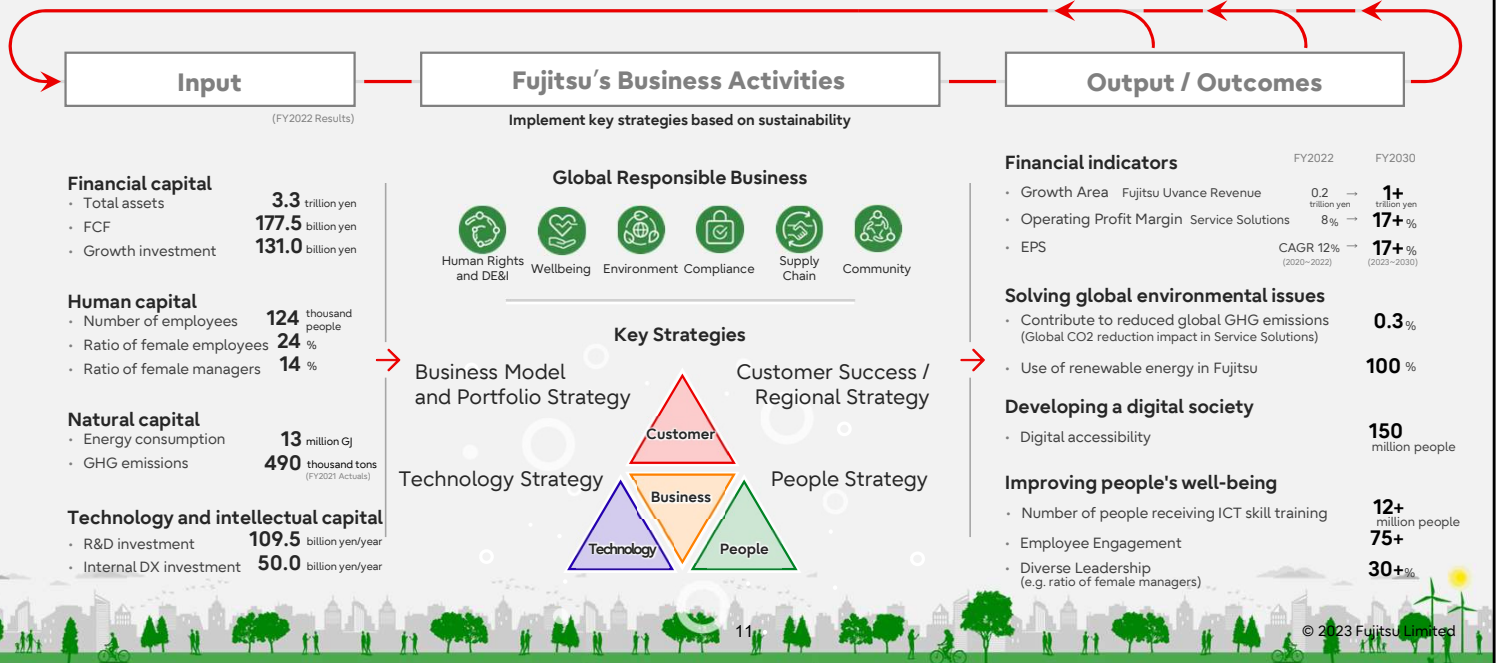 Input
(FY2022 Results)
Financial capital
・ Total assets 3.3 trillion yen
・ FCF 177.5 billion yen
・ Growth investment 131.0 billion yen
Human capital
・ Number of employees 124 thousand people
・ Ratio of female employees 24 %
・ Ratio of female managers 14 %
Natural capital
・ Energy consumption 13 million GJ
・ GHG emissions 490 thousand tons
(FY2021 Actuals)
Technology and intellectual capital
・ R&D investment 109.5 billion yen/year
・ Internal DX investment 50.0 billion yen/year
Fujitsu's Business Activities
Implement key strategies based on sustainability
Global Responsible Business
Human Rights and DE&I
Wellbeing
Environment
Compliance
Supply Chain
Community
Key Strategies
Business Model
and Portfolio Strategy
Customer Success /
Regional Strategy
Technology Strategy
People Strategy
Customer
Business
Technology
People
Output / Outcomes
Financial indicators FY2022 FY2030
・ Growth Area Fujitsu Uvance Revenue 0.2 trillion yen → 1+ trillion yen
・ Operating Profit Margin Service Solutions 8% → 17+ %
・ EPS CAGR 12% → 17+ %
(2020~2022) (2023~2030)
Solving global environmental issues
・ Contribute to reduced global GHG emissions 0.3 %
(Global CO2 reduction impact in Service Solutions)
・ Use of renewable energy in Fujitsu 100 %
Developing a digital society
・ Digital accessibility 150 million people
Improving people's well-being
・ Number of people receiving ICT skill training 12+ million people
・ Employee Engagement 75+
・ Diverse Leadership 30+%
(e.g. ratio of female managers)
11
© 2023 Fujitsu Limited